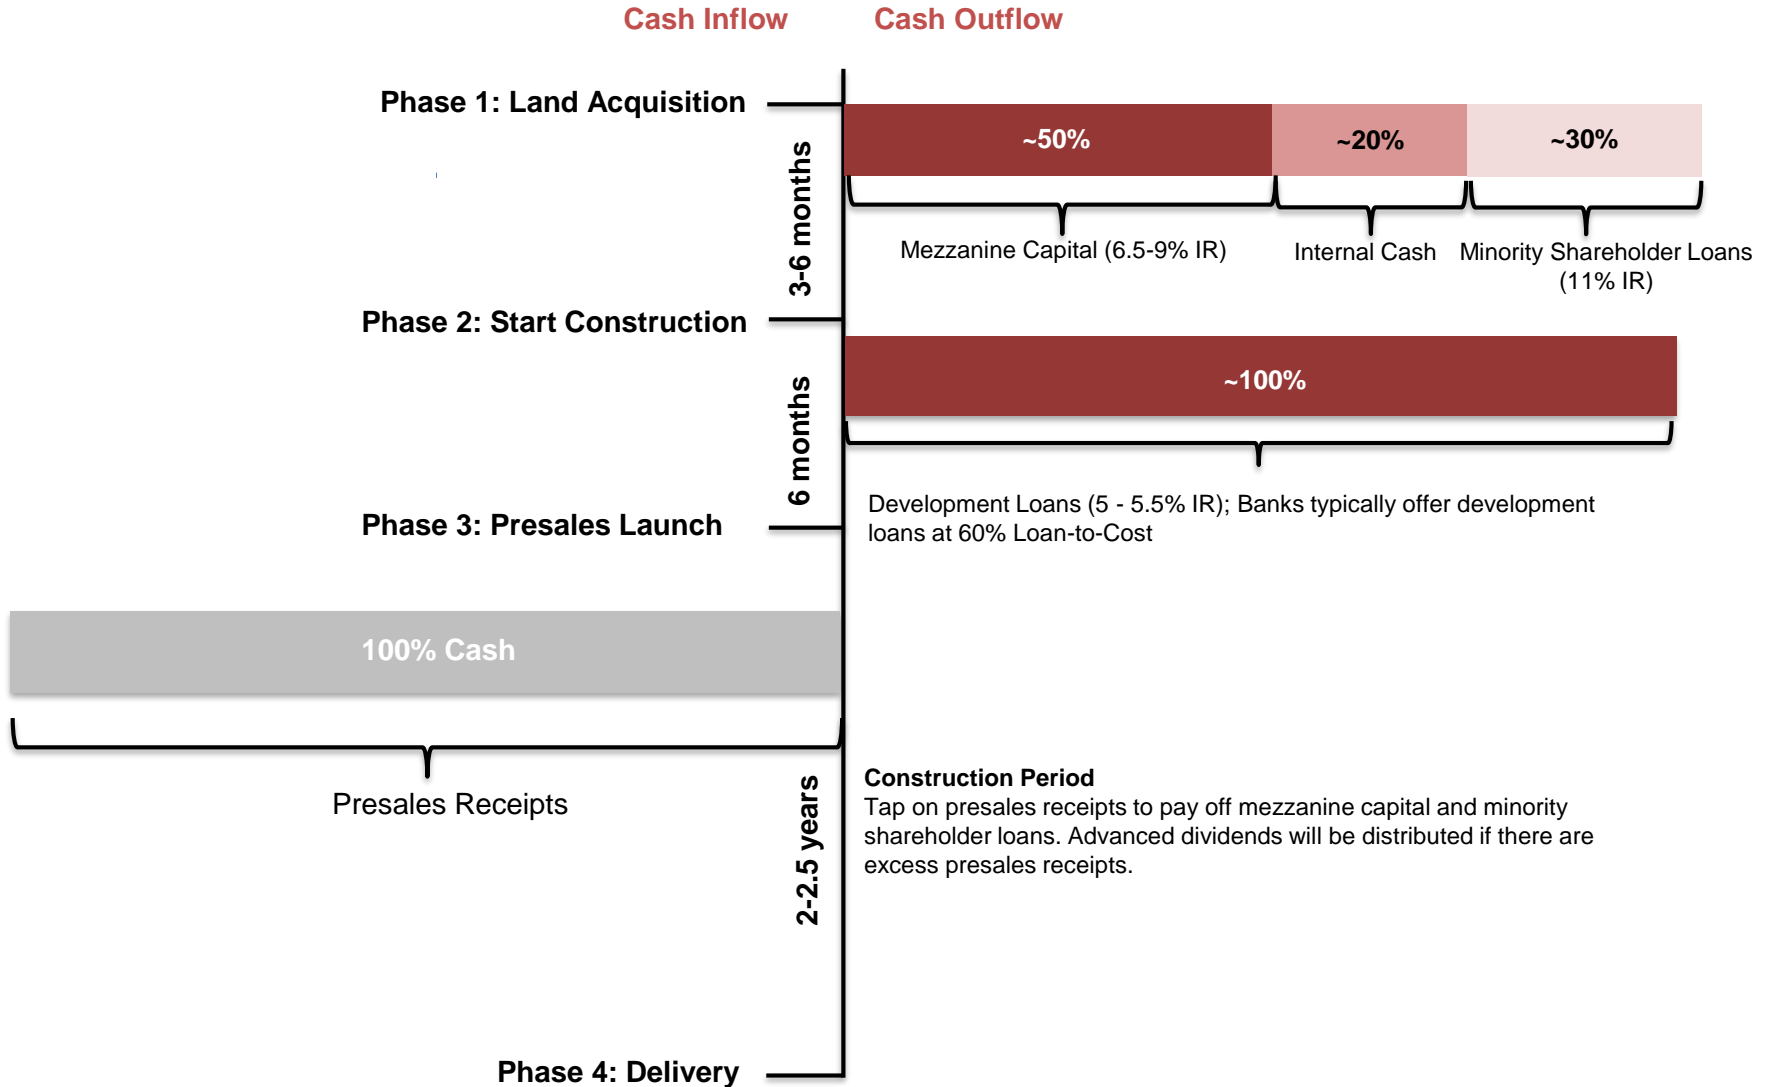 Cash Inflow
Cash Outflow
Phase 1: Land Acquisition
~50%
~20%
~30%
3-6 months
Mezzanine Capital (6.5-9% IR)
Internal Cash
Minority Shareholder Loans
(11% IR)
Phase 2: Start Construction
~100%
6 months
Development Loans (5 - 5.5% IR); Banks typically offer development
loans at 60% Loan-to-Cost
Phase 3: Presales Launch
100% Cash
Presales Receipts
2-2.5 years
Construction Period
Tap on presales receipts to pay off mezzanine capital and minority
shareholder loans. Advanced dividends will be distributed if there are
excess presales receipts.
Phase 4: Delivery